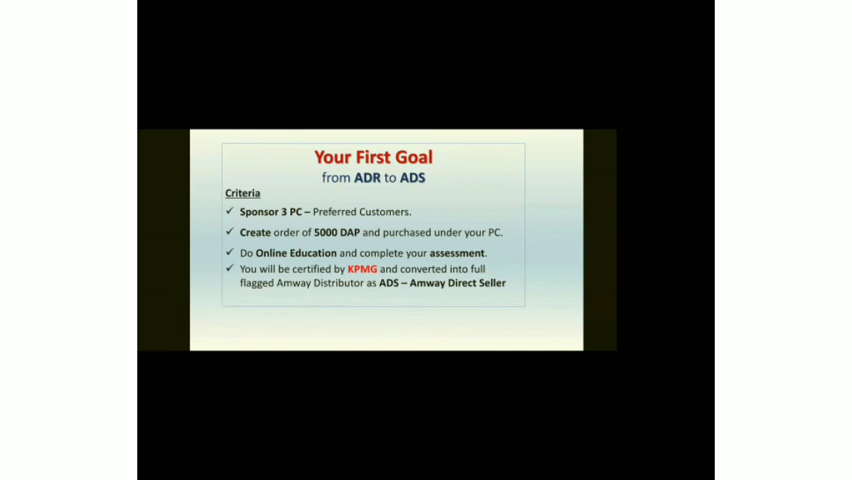 Your First Goal
from ADR to ADS
Criteria
✓ Sponsor 3 PC – Preferred Customers.
✓ Create order of 5000 DAP and purchased under your PC.
✓ Do Online Education and complete your assessment.
✓ You will be certified by KPMG and converted into full
flagged Amway Distributor as ADS – Amway Direct Seller